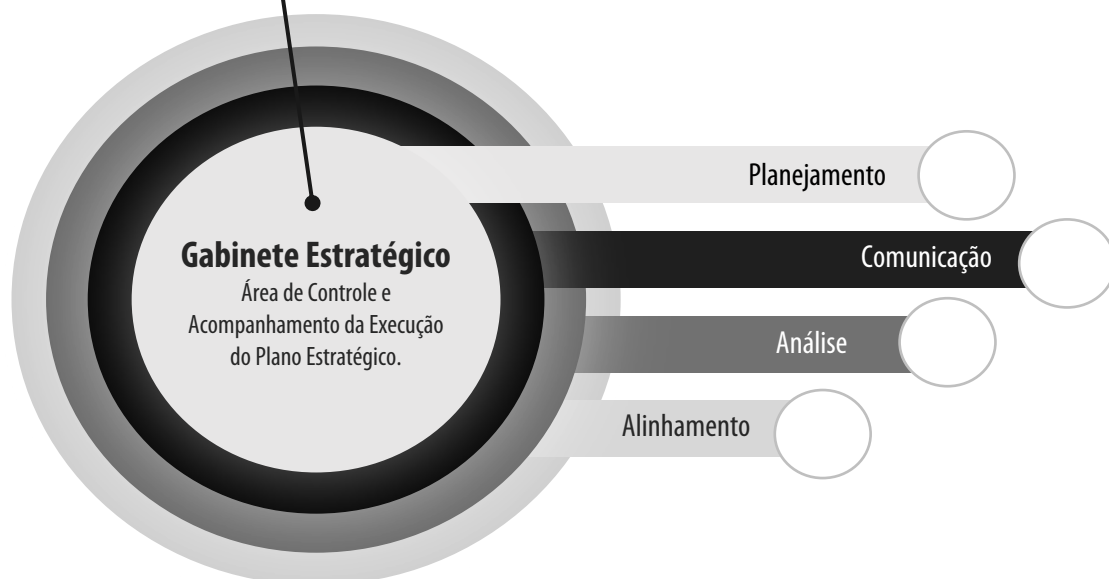 Gabinete Estratégico
Área de Controle e
Acompanhamento da Execução
do Plano Estratégico.
Planejamento
Comunicação
Análise
Alinhamento